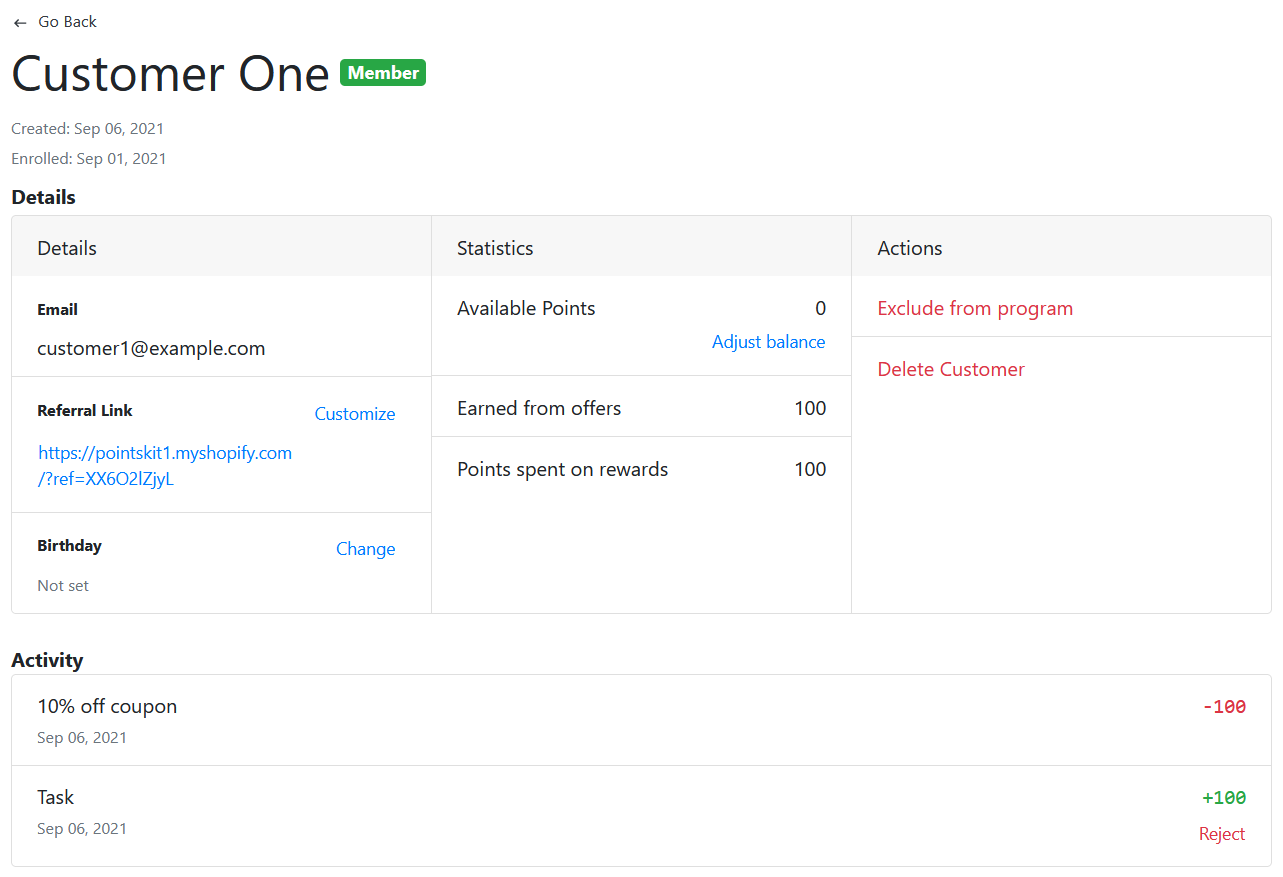 ← Go Back
Customer One Member
Created: Sep 06, 2021
Enrolled: Sep 01, 2021
Details
Details
Email
customer1@example.com
Referral Link Customize
https://pointskit1.myshopify.com
/?ref=XX6O2lZjyL
Birthday Change
Not set
Statistics
Available Points 0
Adjust balance
Earned from offers 100
Points spent on rewards 100
Actions
Exclude from program
Delete Customer
Activity
10% off coupon -100
Sep 06, 2021
Task +100
Sep 06, 2021
Reject